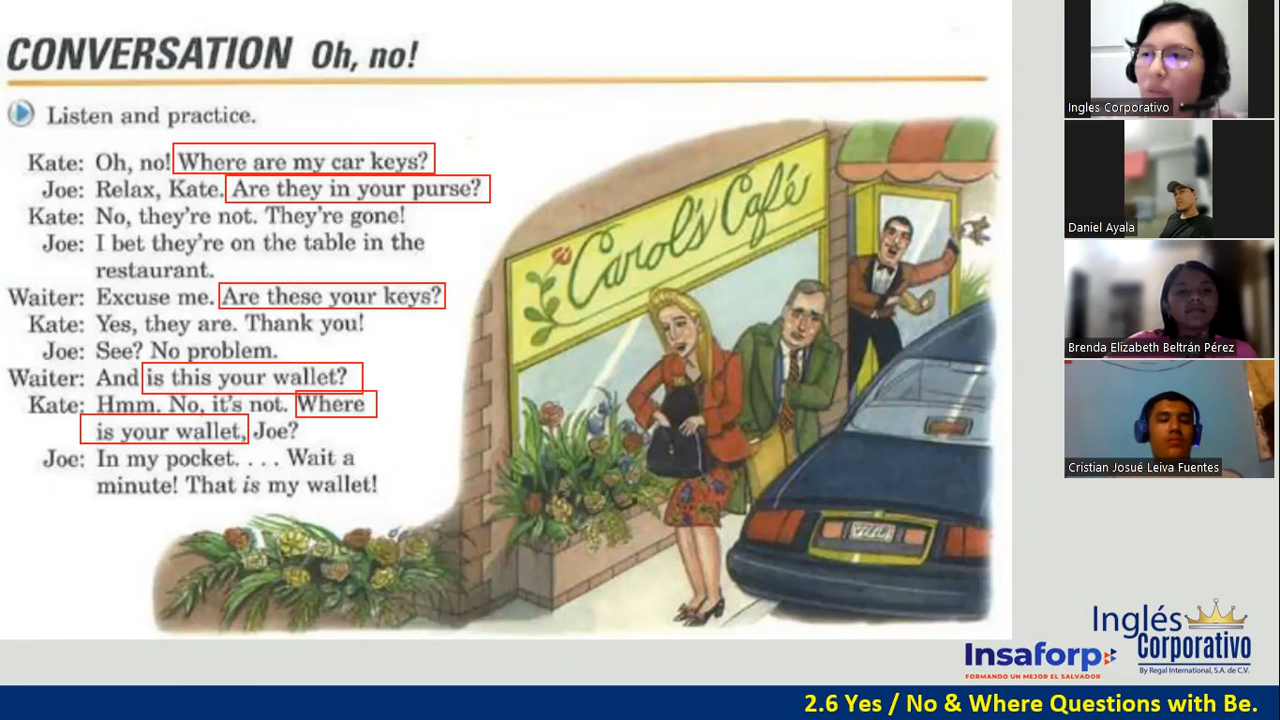 CONVERSATION Oh, no!
Listen and practice.
Kate: Oh, no! Where are my car keys?
Joe: Relax, Kate. Are they in your purse?
Kate: No, they're not. They're gone!
Joe: I bet they're on the table in the
restaurant.
Waiter: Excuse me. Are these your keys?
Kate: Yes, they are. Thank you!
Joe: See? No problem.
Waiter: And is this your wallet?
Kate: Hmm. No, it's not. Where
is your wallet, Joe?
Joe: In my pocket. . . . Wait a
minute! That is my wallet!
Carol's Café
Ingles Corporativo
Daniel Ayala
Brenda Elizabeth Beltrán Pérez
Cristian Josué Leiva Fuentes
Insaforp
FORMANDO UN MEJOR EL SALVADOR
Inglés
Corporativo
By Regal International, S.A. de C.V.
2.6 Yes / No & Where Questions with Be.